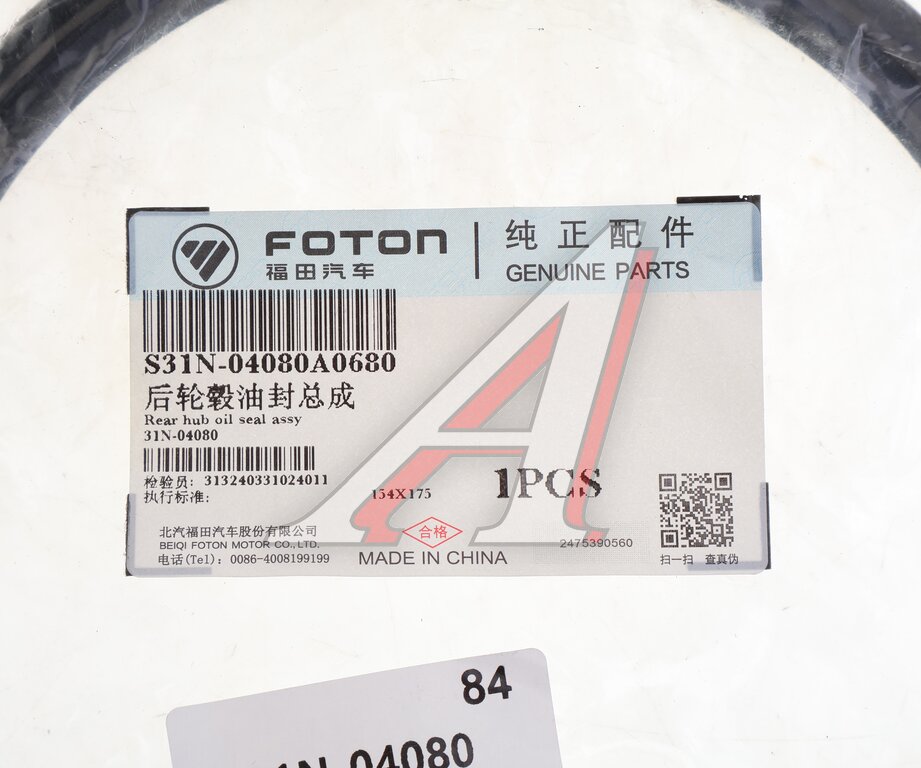 FOTON
福田汽车
纯正配件
GENUINE PARTS
S31N-04080A0680
后轮毂油封总成
Rear hub oil seal assy
31N-04080
检验员: 313240331024011
执行标准:
154X175
1PCS
北汽福田汽车股份有限公司
BEIQI FOTON MOTOR CO.,LTD.
电话(Tel): 0086-4008199199
合格
MADE IN CHINA
2475390560
扫一扫 查真伪
84
1N-04080